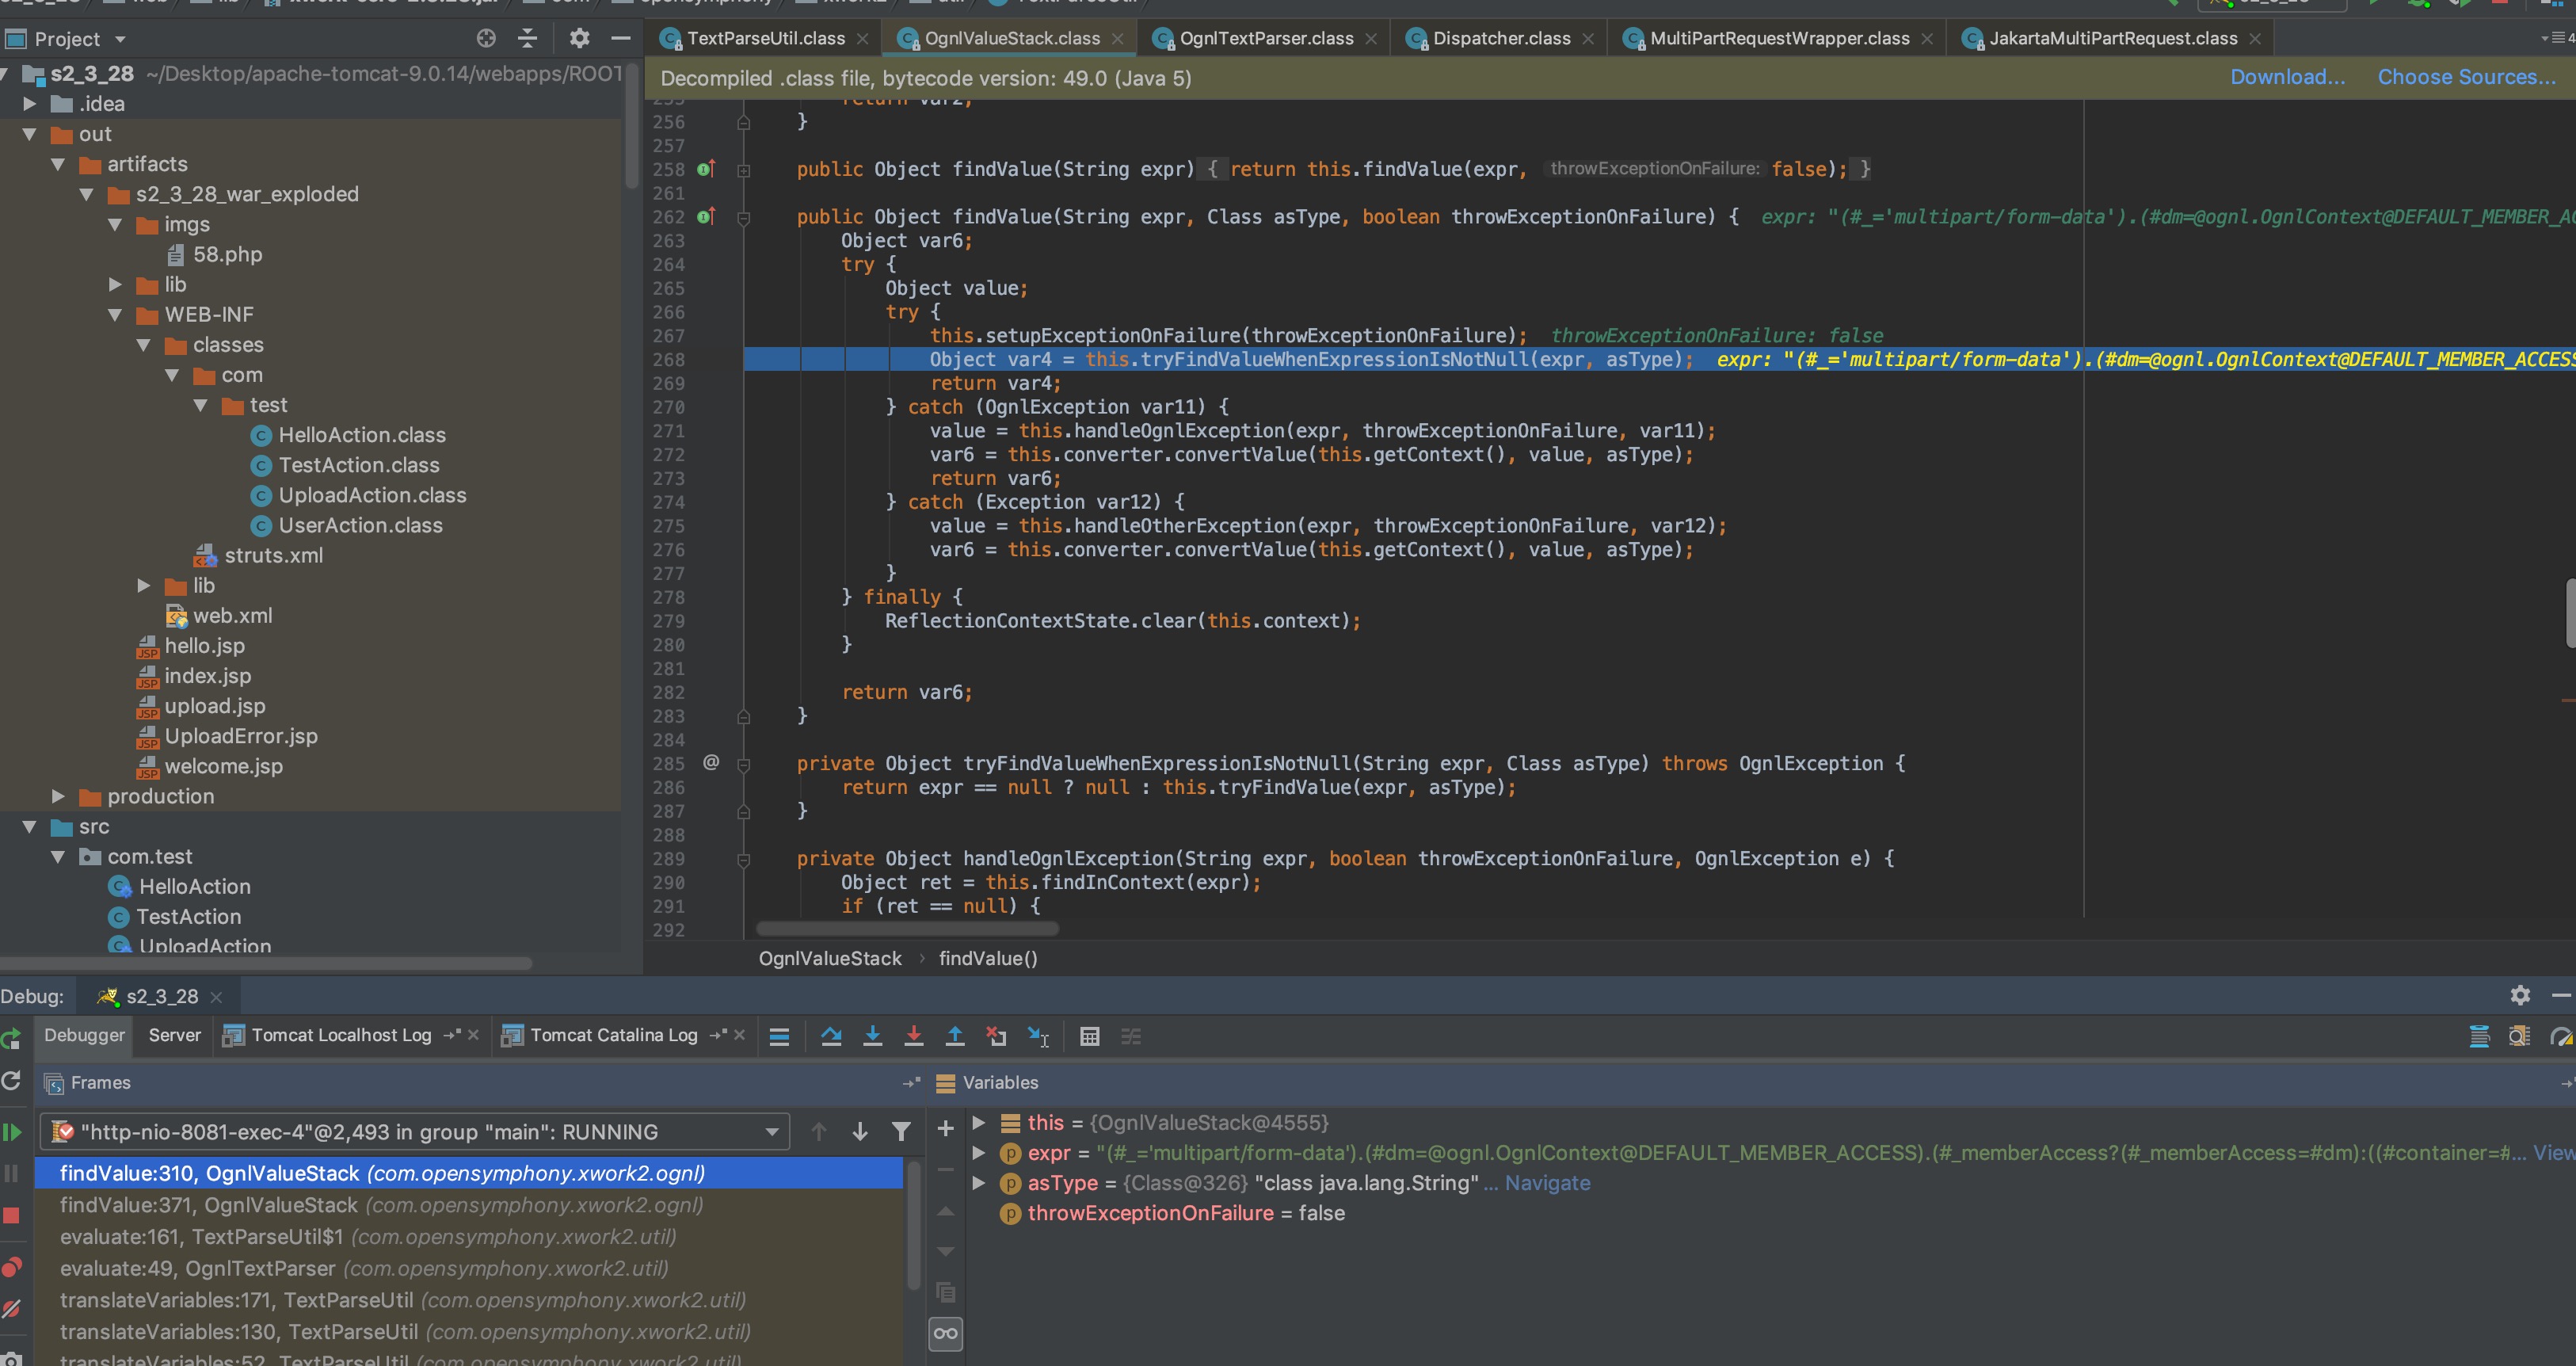 Project
TextParseUtil.class
OgnlValueStack.class
OgnlTextParser.class
Dispatcher.class
MultiPartRequestWrapper.class
JakartaMultiPartRequest.class
Decompiled .class file, bytecode version: 49.0 (Java 5)
Download...
Choose Sources...
s2_3_28 ~/Desktop/apache-tomcat-9.0.14/webapps/ROOT
.idea
out
artifacts
s2_3_28_war_exploded
imgs
58.php
lib
WEB-INF
classes
com
test
HelloAction.class
TestAction.class
UploadAction.class
UserAction.class
struts.xml
lib
web.xml
hello.jsp
index.jsp
upload.jsp
UploadError.jsp
welcome.jsp
production
src
com.test
HelloAction
TestAction
UploadAction
255 return var2;
256 }
257
258 public Object findValue(String expr) { return this.findValue(expr, throwExceptionOnFailure: false); }
261
262 public Object findValue(String expr, Class asType, boolean throwExceptionOnFailure) { expr: "(#_='multipart/form-data').(#dm=@ognl.OgnlContext@DEFAULT_MEMBER_AC
263 Object var6;
264 try {
265 Object value;
266 try {
267 this.setupExceptionOnFailure(throwExceptionOnFailure); throwExceptionOnFailure: false
268 Object var4 = this.tryFindValueWhenExpressionIsNotNull(expr, asType); expr: "(#_='multipart/form-data').(#dm=@ognl.OgnlContext@DEFAULT_MEMBER_ACCESS
269 return var4;
270 } catch (OgnlException var11) {
271 value = this.handleOgnlException(expr, throwExceptionOnFailure, var11);
272 var6 = this.converter.convertValue(this.getContext(), value, asType);
273 return var6;
274 } catch (Exception var12) {
275 value = this.handleOtherException(expr, throwExceptionOnFailure, var12);
276 var6 = this.converter.convertValue(this.getContext(), value, asType);
277 }
278 } finally {
279 ReflectionContextState.clear(this.context);
280 }
281
282 return var6;
283 }
284
285 @ private Object tryFindValueWhenExpressionIsNotNull(String expr, Class asType) throws OgnlException {
286 return expr == null ? null : this.tryFindValue(expr, asType);
287 }
288
289 private Object handleOgnlException(String expr, boolean throwExceptionOnFailure, OgnlException e) {
290 Object ret = this.findInContext(expr);
291 if (ret == null) {
292
OgnlValueStack › findValue()
Debug: s2_3_28
Debugger
Server
Tomcat Localhost Log
Tomcat Catalina Log
Frames
Variables
"http-nio-8081-exec-4"@2,493 in group "main": RUNNING
findValue:310, OgnlValueStack (com.opensymphony.xwork2.ognl)
findValue:371, OgnlValueStack (com.opensymphony.xwork2.ognl)
evaluate:161, TextParseUtil$1 (com.opensymphony.xwork2.util)
evaluate:49, OgnlTextParser (com.opensymphony.xwork2.util)
translateVariables:171, TextParseUtil (com.opensymphony.xwork2.util)
translateVariables:130, TextParseUtil (com.opensymphony.xwork2.util)
translateVariables:52, TextParseUtil (com.opensymphony.xwork2.util)
this = {OgnlValueStack@4555}
expr = "(#_='multipart/form-data').(#dm=@ognl.OgnlContext@DEFAULT_MEMBER_ACCESS).(#_memberAccess?(#_memberAccess=#dm):((#container=#... View
asType = {Class@326} "class java.lang.String" ... Navigate
throwExceptionOnFailure = false